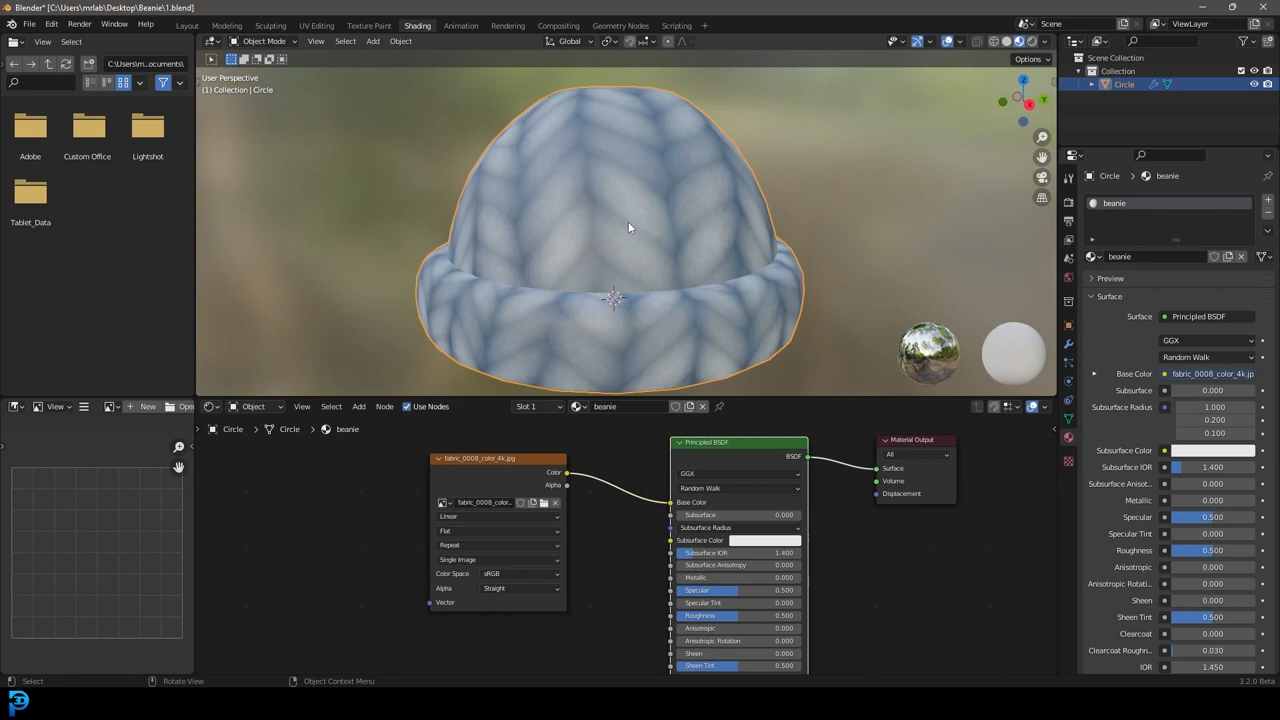 Blender* [C:\Users\mrlab\Desktop\Beanie\1.blend]
File Edit Render Window Help Layout Modeling Sculpting UV Editing Texture Paint Shading Animation Rendering Compositing Geometry Nodes Scripting + Scene ViewLayer
View Select Object Mode View Select Add Object Global
C:\Users\m...ocuments\
Options
User Perspective
(1) Collection | Circle
Scene Collection
Collection
Circle
Adobe
Custom Office
Lightshot
Tablet_Data
Z
Y
X
Circle > beanie
beanie
beanie
Preview
Surface
Surface Principled BSDF
GGX
Random Walk
Base Color fabric_0008_color_4k.jp
Subsurface 0.000
Subsurface Radius 1.000
0.200
0.100
Subsurface Color
Subsurface IOR 1.400
Subsurface Anisot... 0.000
Metallic 0.000
Specular 0.500
Specular Tint 0.000
Roughness 0.500
Anisotropic 0.000
Anisotropic Rotati... 0.000
Sheen 0.000
Sheen Tint 0.500
Clearcoat 0.000
Clearcoat Roughn... 0.030
IOR 1.450
View New Open
Object View Select Add Node Use Nodes Slot 1 beanie
Circle > Circle > beanie
fabric_0008_color_4k.jpg
Color
Alpha
fabric_0008_color...
Linear
Flat
Repeat
Single Image
Color Space sRGB
Alpha Straight
Vector
Principled BSDF
BSDF
GGX
Random Walk
Base Color
Subsurface 0.000
Subsurface Radius
Subsurface Color
Subsurface IOR 1.400
Subsurface Anisotropy 0.000
Metallic 0.000
Specular 0.500
Specular Tint 0.000
Roughness 0.500
Anisotropic 0.000
Anisotropic Rotation 0.000
Sheen 0.000
Sheen Tint 0.500
Material Output
All
Surface
Volume
Displacement
Select Rotate View Object Context Menu 3.2.0 Beta